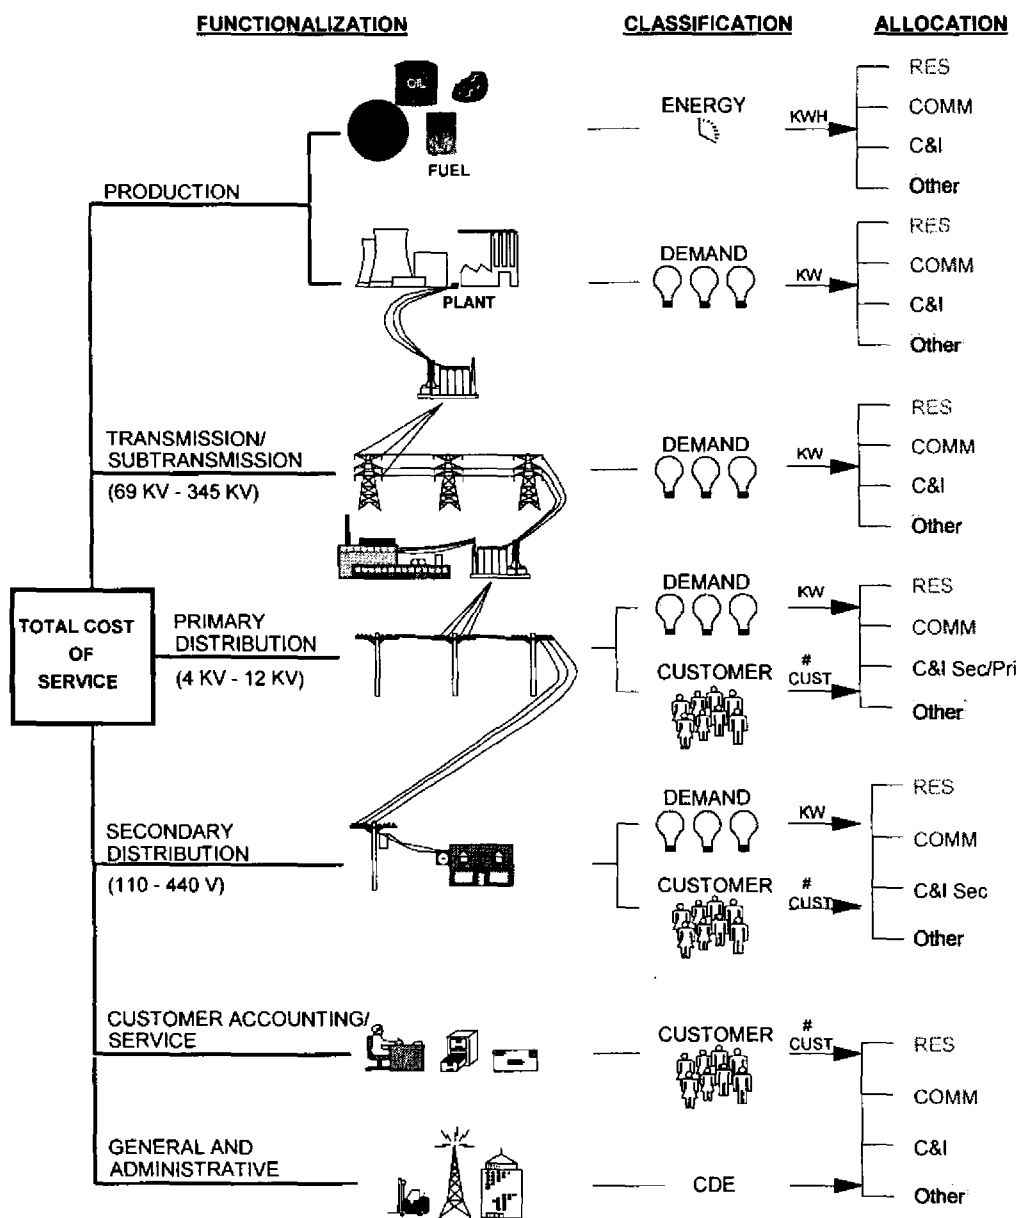 FUNCTIONALIZATION
CLASSIFICATION
ALLOCATION
OIL
FUEL
PRODUCTION
ENERGY
KWH
RES
COMM
C&I
Other
PLANT
DEMAND
KW
RES
COMM
C&I
Other
TRANSMISSION/
SUBTRANSMISSION
(69 KV - 345 KV)
DEMAND
KW
RES
COMM
C&I
Other
TOTAL COST
OF
SERVICE
PRIMARY
DISTRIBUTION
(4 KV - 12 KV)
DEMAND
KW
CUSTOMER
#
CUST
RES
COMM
C&I Sec/Pri
Other
SECONDARY
DISTRIBUTION
(110 - 440 V)
DEMAND
KW
CUSTOMER
#
CUST
RES
COMM
C&I Sec
Other
CUSTOMER ACCOUNTING/
SERVICE
CUSTOMER
#
CUST
GENERAL AND
ADMINISTRATIVE
CDE
RES
COMM
C&I
Other